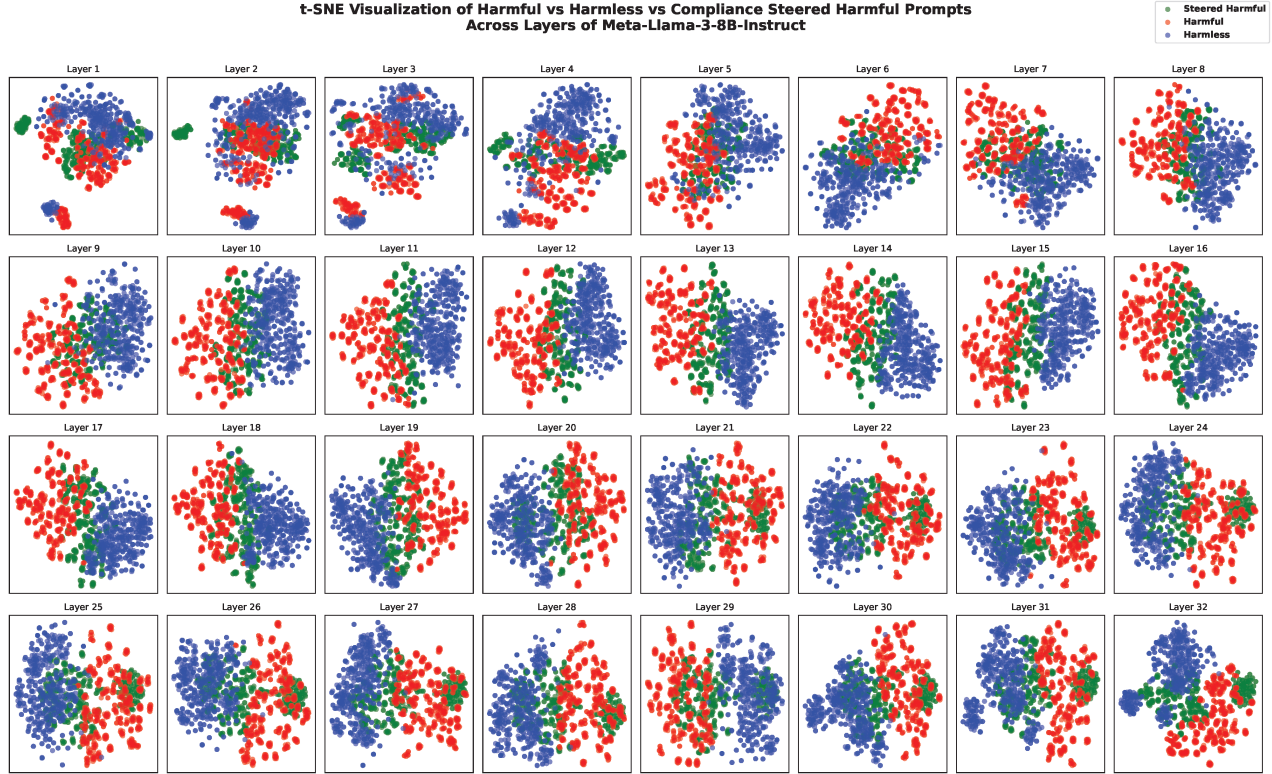 t-SNE Visualization of Harmful vs Harmless vs Compliance Steered Harmful Prompts
Across Layers of Meta-Llama-3-8B-Instruct
Steered Harmful
Harmful
Harmless
Layer 1
Layer 2
Layer 3
Layer 4
Layer 5
Layer 6
Layer 7
Layer 8
Layer 9
Layer 10
Layer 11
Layer 12
Layer 13
Layer 14
Layer 15
Layer 16
Layer 17
Layer 18
Layer 19
Layer 20
Layer 21
Layer 22
Layer 23
Layer 24
Layer 25
Layer 26
Layer 27
Layer 28
Layer 29
Layer 30
Layer 31
Layer 32